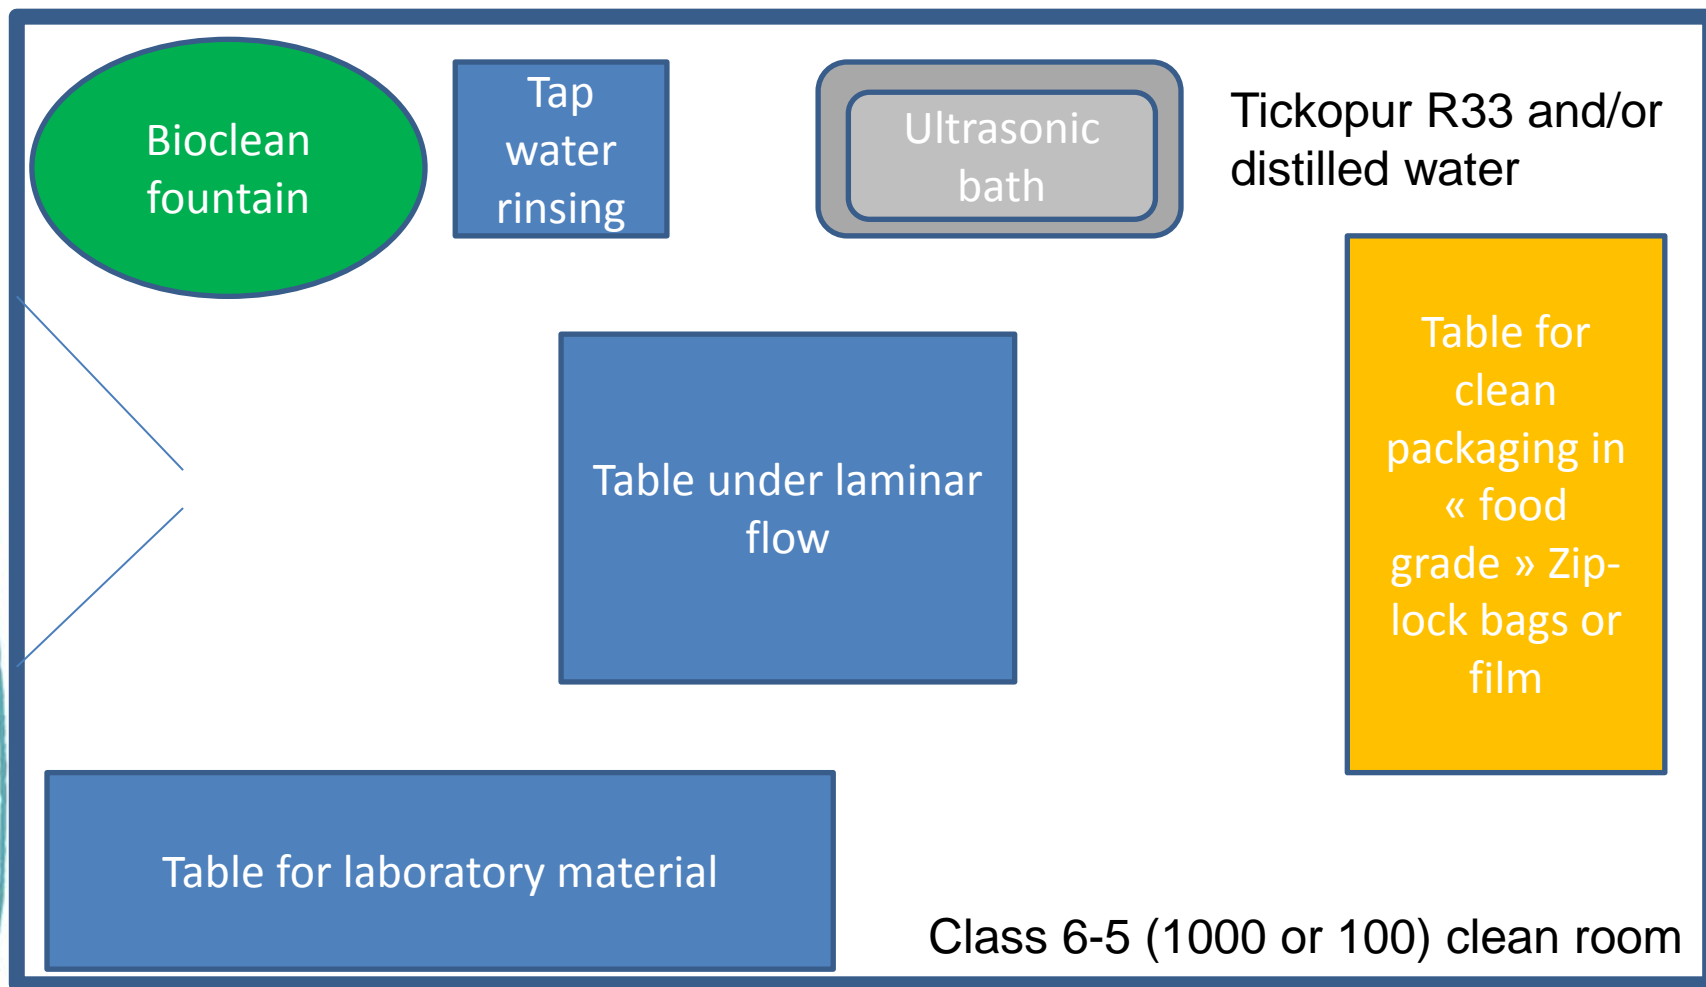 Bioclean
fountain
Tap
water
rinsing
Ultrasonic
bath
Tickopur R33 and/or
distilled water
Table under laminar
flow
Table for
clean
packaging in
« food
grade » Zip-
lock bags or
film
Table for laboratory material
Class 6-5 (1000 or 100) clean room